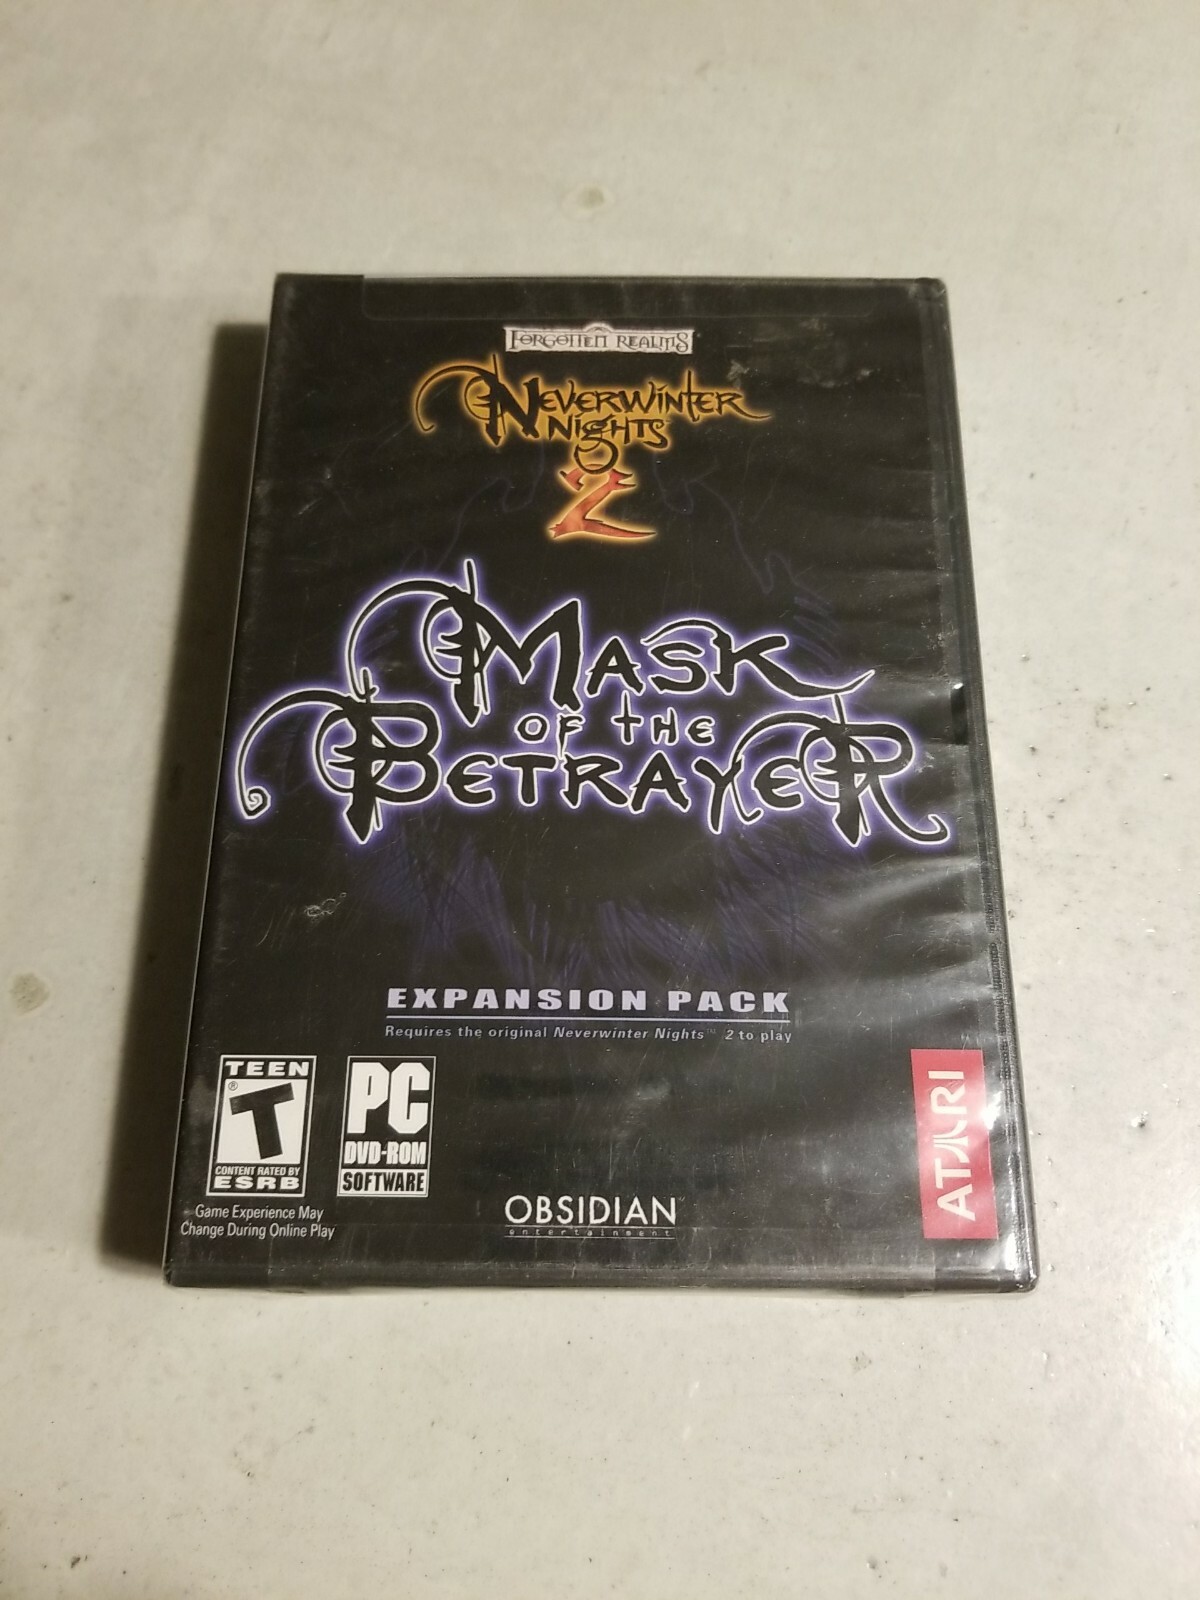 FORGOTTEN REALMS
NEVERWINTER
NIGHTS
2
MASK
OF THE
BETRAYER
EXPANSION PACK
Requires the original Neverwinter Nights™ 2 to play
TEEN
T
®
CONTENT RATED BY
ESRB
Game Experience May
Change During Online Play
PC
DVD-ROM
SOFTWARE
OBSIDIAN
entertainment
ATARI